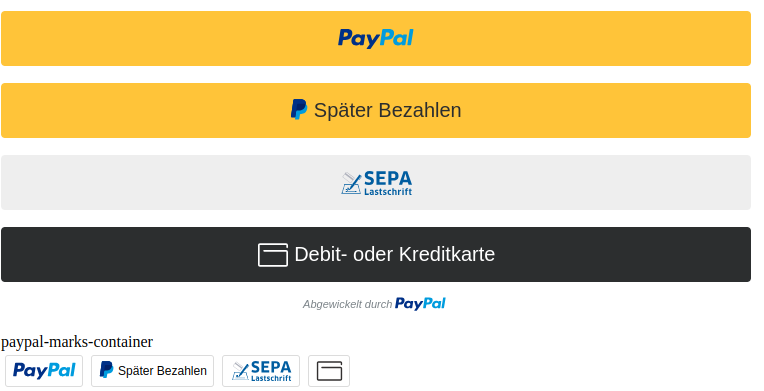 PayPal
Später Bezahlen
SEPA
Lastschrift
Debit- oder Kreditkarte
Abgewickelt durch PayPal
paypal-marks-container
PayPal Später Bezahlen SEPA Lastschrift